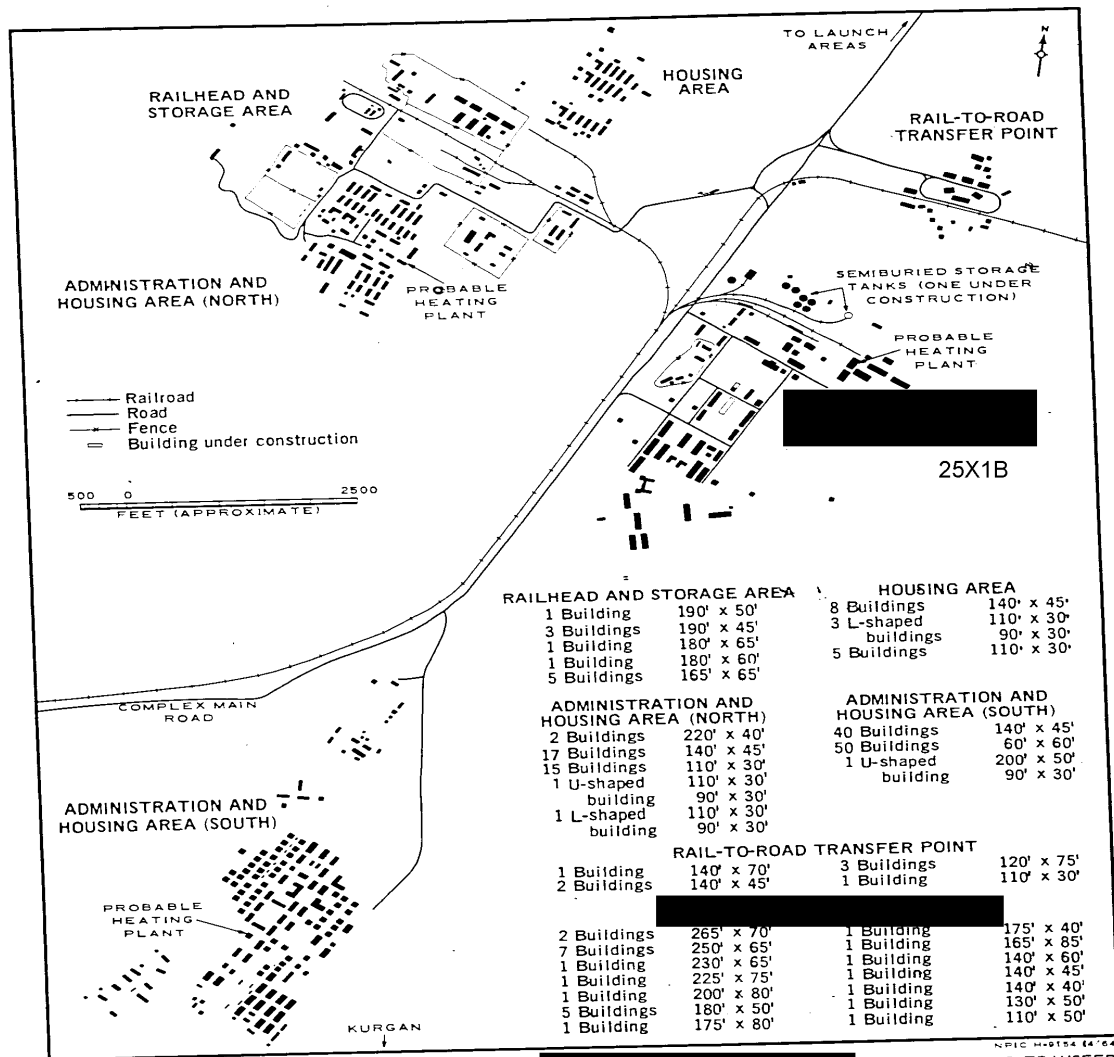 TO LAUNCH
AREAS
N
HOUSING
AREA
RAILHEAD AND
STORAGE AREA
RAIL-TO-ROAD
TRANSFER POINT
ADMINISTRATION AND
HOUSING AREA (NORTH)
PROBABLE
HEATING
PLANT
SEMIBURIED STORAGE
TANKS (ONE UNDER
CONSTRUCTION)
PROBABLE
HEATING
PLANT
Railroad
Road
Fence
Building under construction
500 0 2500
FEET (APPROXIMATE)
25X1B
COMPLEX MAIN
ROAD
ADMINISTRATION AND
HOUSING AREA (SOUTH)
PROBABLE
HEATING
PLANT
KURGAN
RAILHEAD AND STORAGE AREA
1 Building 190' x 50'
3 Buildings 190' x 45'
1 Building 180' x 65'
1 Building 180' x 60'
5 Buildings 165' x 65'
HOUSING AREA
8 Buildings 140' x 45'
3 L-shaped 110' x 30'
buildings 90' x 30'
5 Buildings 110' x 30'
ADMINISTRATION AND
HOUSING AREA (NORTH)
2 Buildings 220' x 40'
17 Buildings 140' x 45'
15 Buildings 110' x 30'
1 U-shaped 110' x 30'
building 90' x 30'
1 L-shaped 110' x 30'
building 90' x 30'
ADMINISTRATION AND
HOUSING AREA (SOUTH)
40 Buildings 140' x 45'
50 Buildings 60' x 60'
1 U-shaped 200' x 50'
building 90' x 30'
RAIL-TO-ROAD TRANSFER POINT
1 Building 140' x 70'
2 Buildings 140' x 45'
3 Buildings 120' x 75'
1 Building 110' x 30'
2 Buildings 265' x 70'
7 Buildings 250' x 65'
1 Building 230' x 65'
1 Building 225' x 75'
1 Building 200' x 80'
5 Buildings 180' x 50'
1 Building 175' x 80'
1 Building 175' x 40'
1 Building 165' x 85'
1 Building 140' x 60'
1 Building 140' x 45'
1 Building 140' x 40'
1 Building 130' x 50'
1 Building 110' x 50'
NPIC H-9154